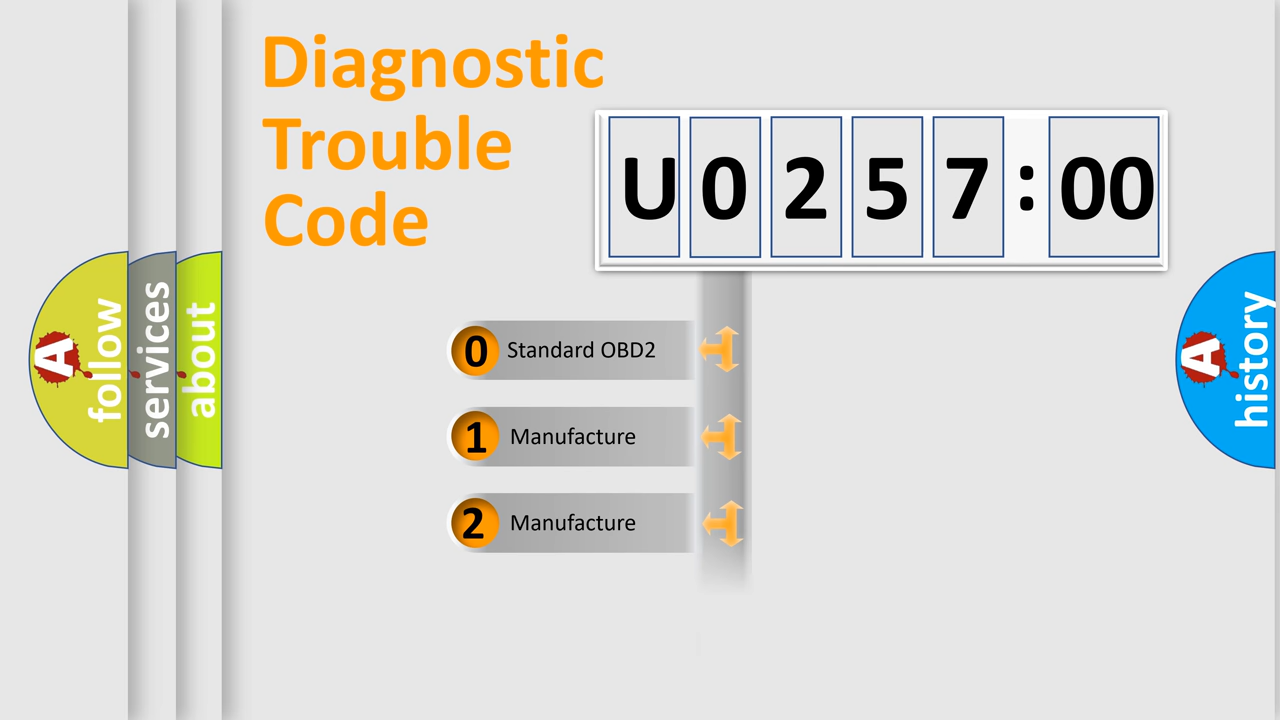 Diagnostic
Trouble
Code
U0257:00
0 Standard OBD2
1 Manufacture
2 Manufacture
A follow
services
about
A history